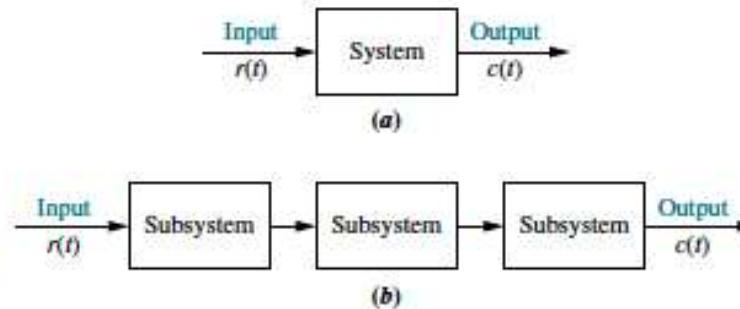 Input
r(t)
System
Output
c(t)
(a)
Input
r(t)
Subsystem
Subsystem
Subsystem
Output
c(t)
(b)